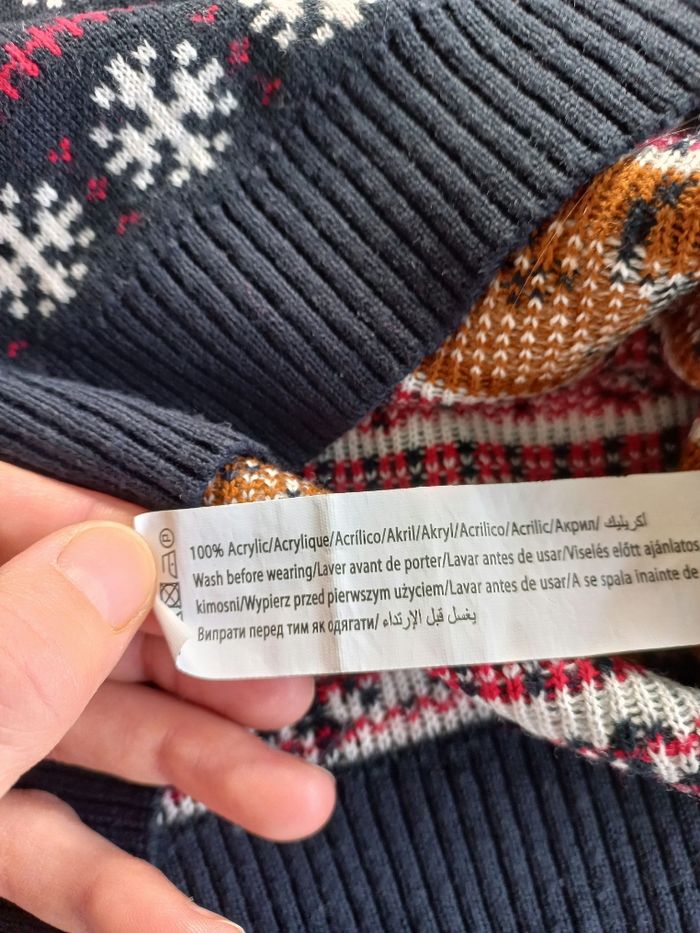 100% Acrylic/Acrylique/Acrílico/Akril/Akryl/Acrilico/Acrilic/Акрил/ أكريليك
Wash before wearing/Laver avant de porter/Lavar antes de usar/Viselés előtt ajánlatos
kimosni/Wypierz przed pierwszym użyciem/Lavar antes de usar/A se spala înainte de
Випрати перед тим як одягати/ يغسل قبل الإرتداء
P